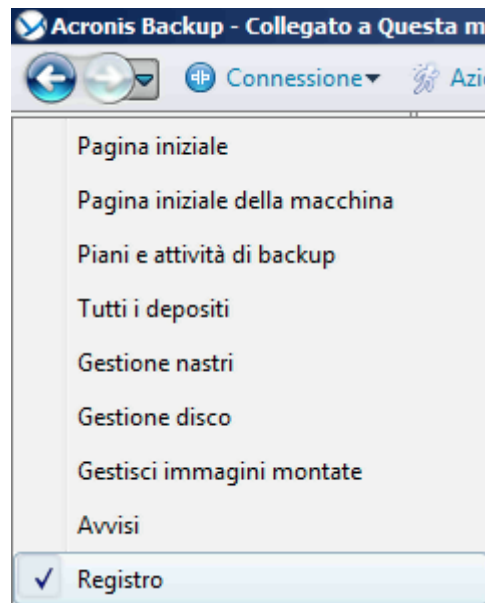 Acronis Backup - Collegato a Questa m
Connessione Azi
Pagina iniziale
Pagina iniziale della macchina
Piani e attività di backup
Tutti i depositi
Gestione nastri
Gestione disco
Gestisci immagini montate
Avvisi
Registro